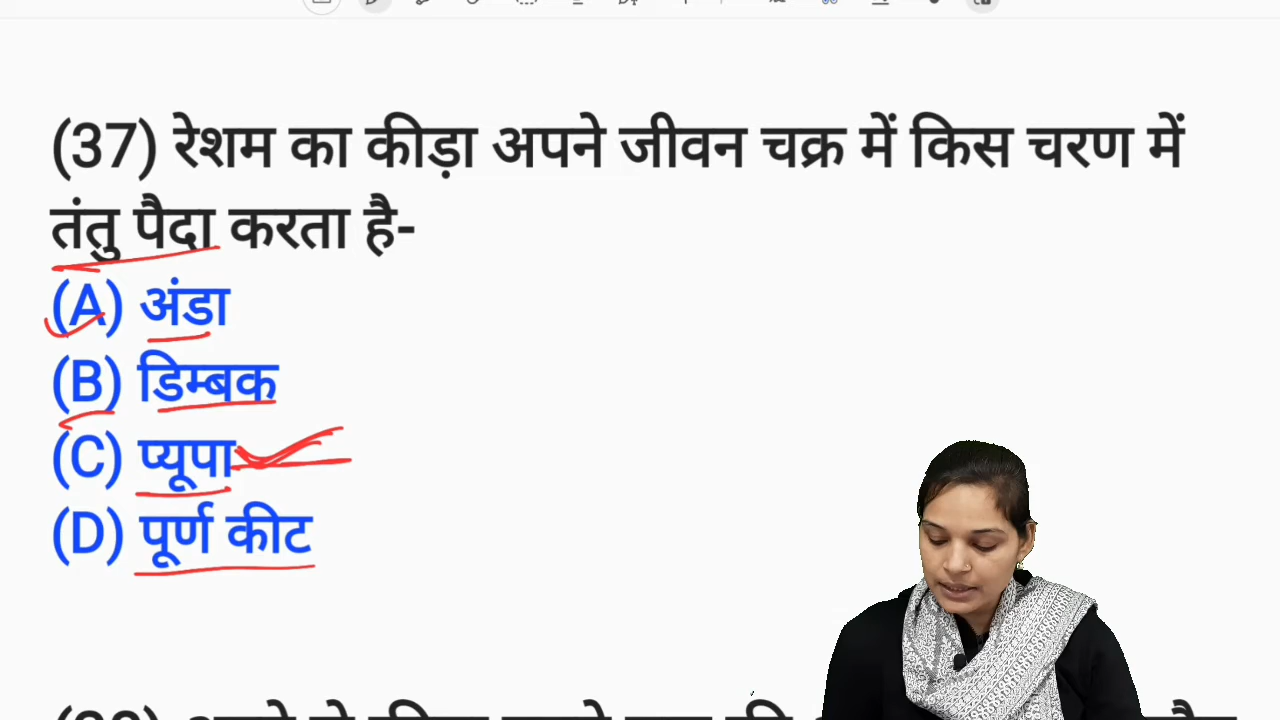 (37) रेशम का कीड़ा अपने जीवन चक्र में किस चरण में
तंतु पैदा करता है-
(A) अंडा
(B) डिम्बक
(C) प्यूपा
(D) पूर्ण कीट